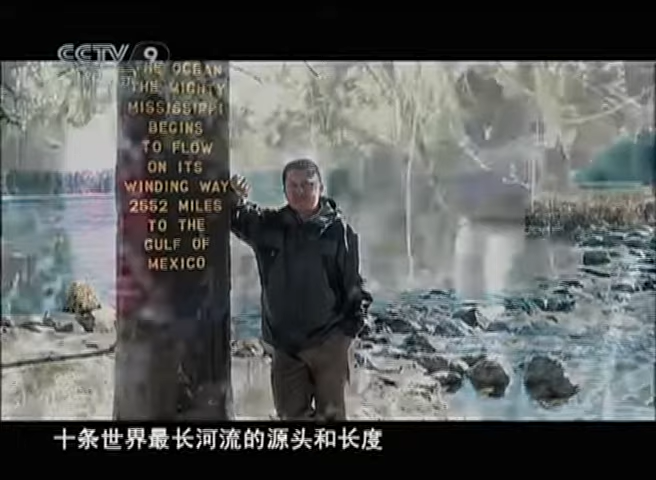 CCTV 9
THE OCEAN
THE MIGHTY
MISSISSIPPI
BEGINS
TO FLOW
ON ITS
WINDING WAY
2552 MILES
TO THE
GULF OF
MEXICO
十条世界最长河流的源头和长度